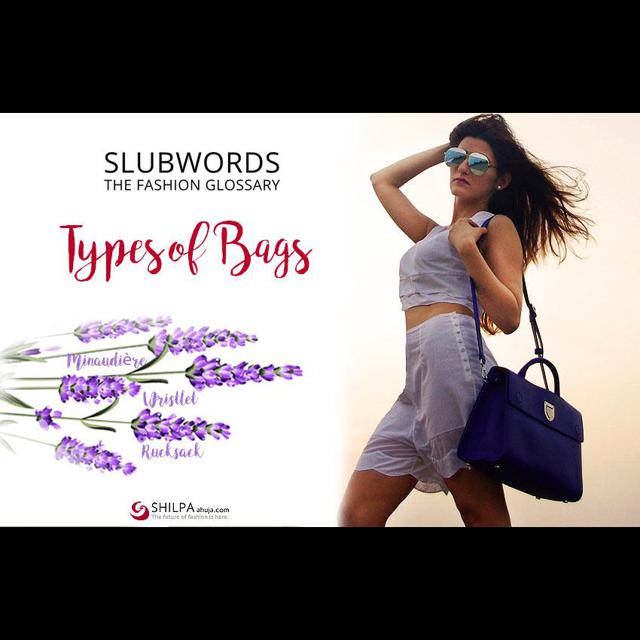 SLUBWORDS
THE FASHION GLOSSARY
Types of Bags
Minaudière
Wristlet
Rucksack
SHILPA ahuja.com
The future of fashion is here.